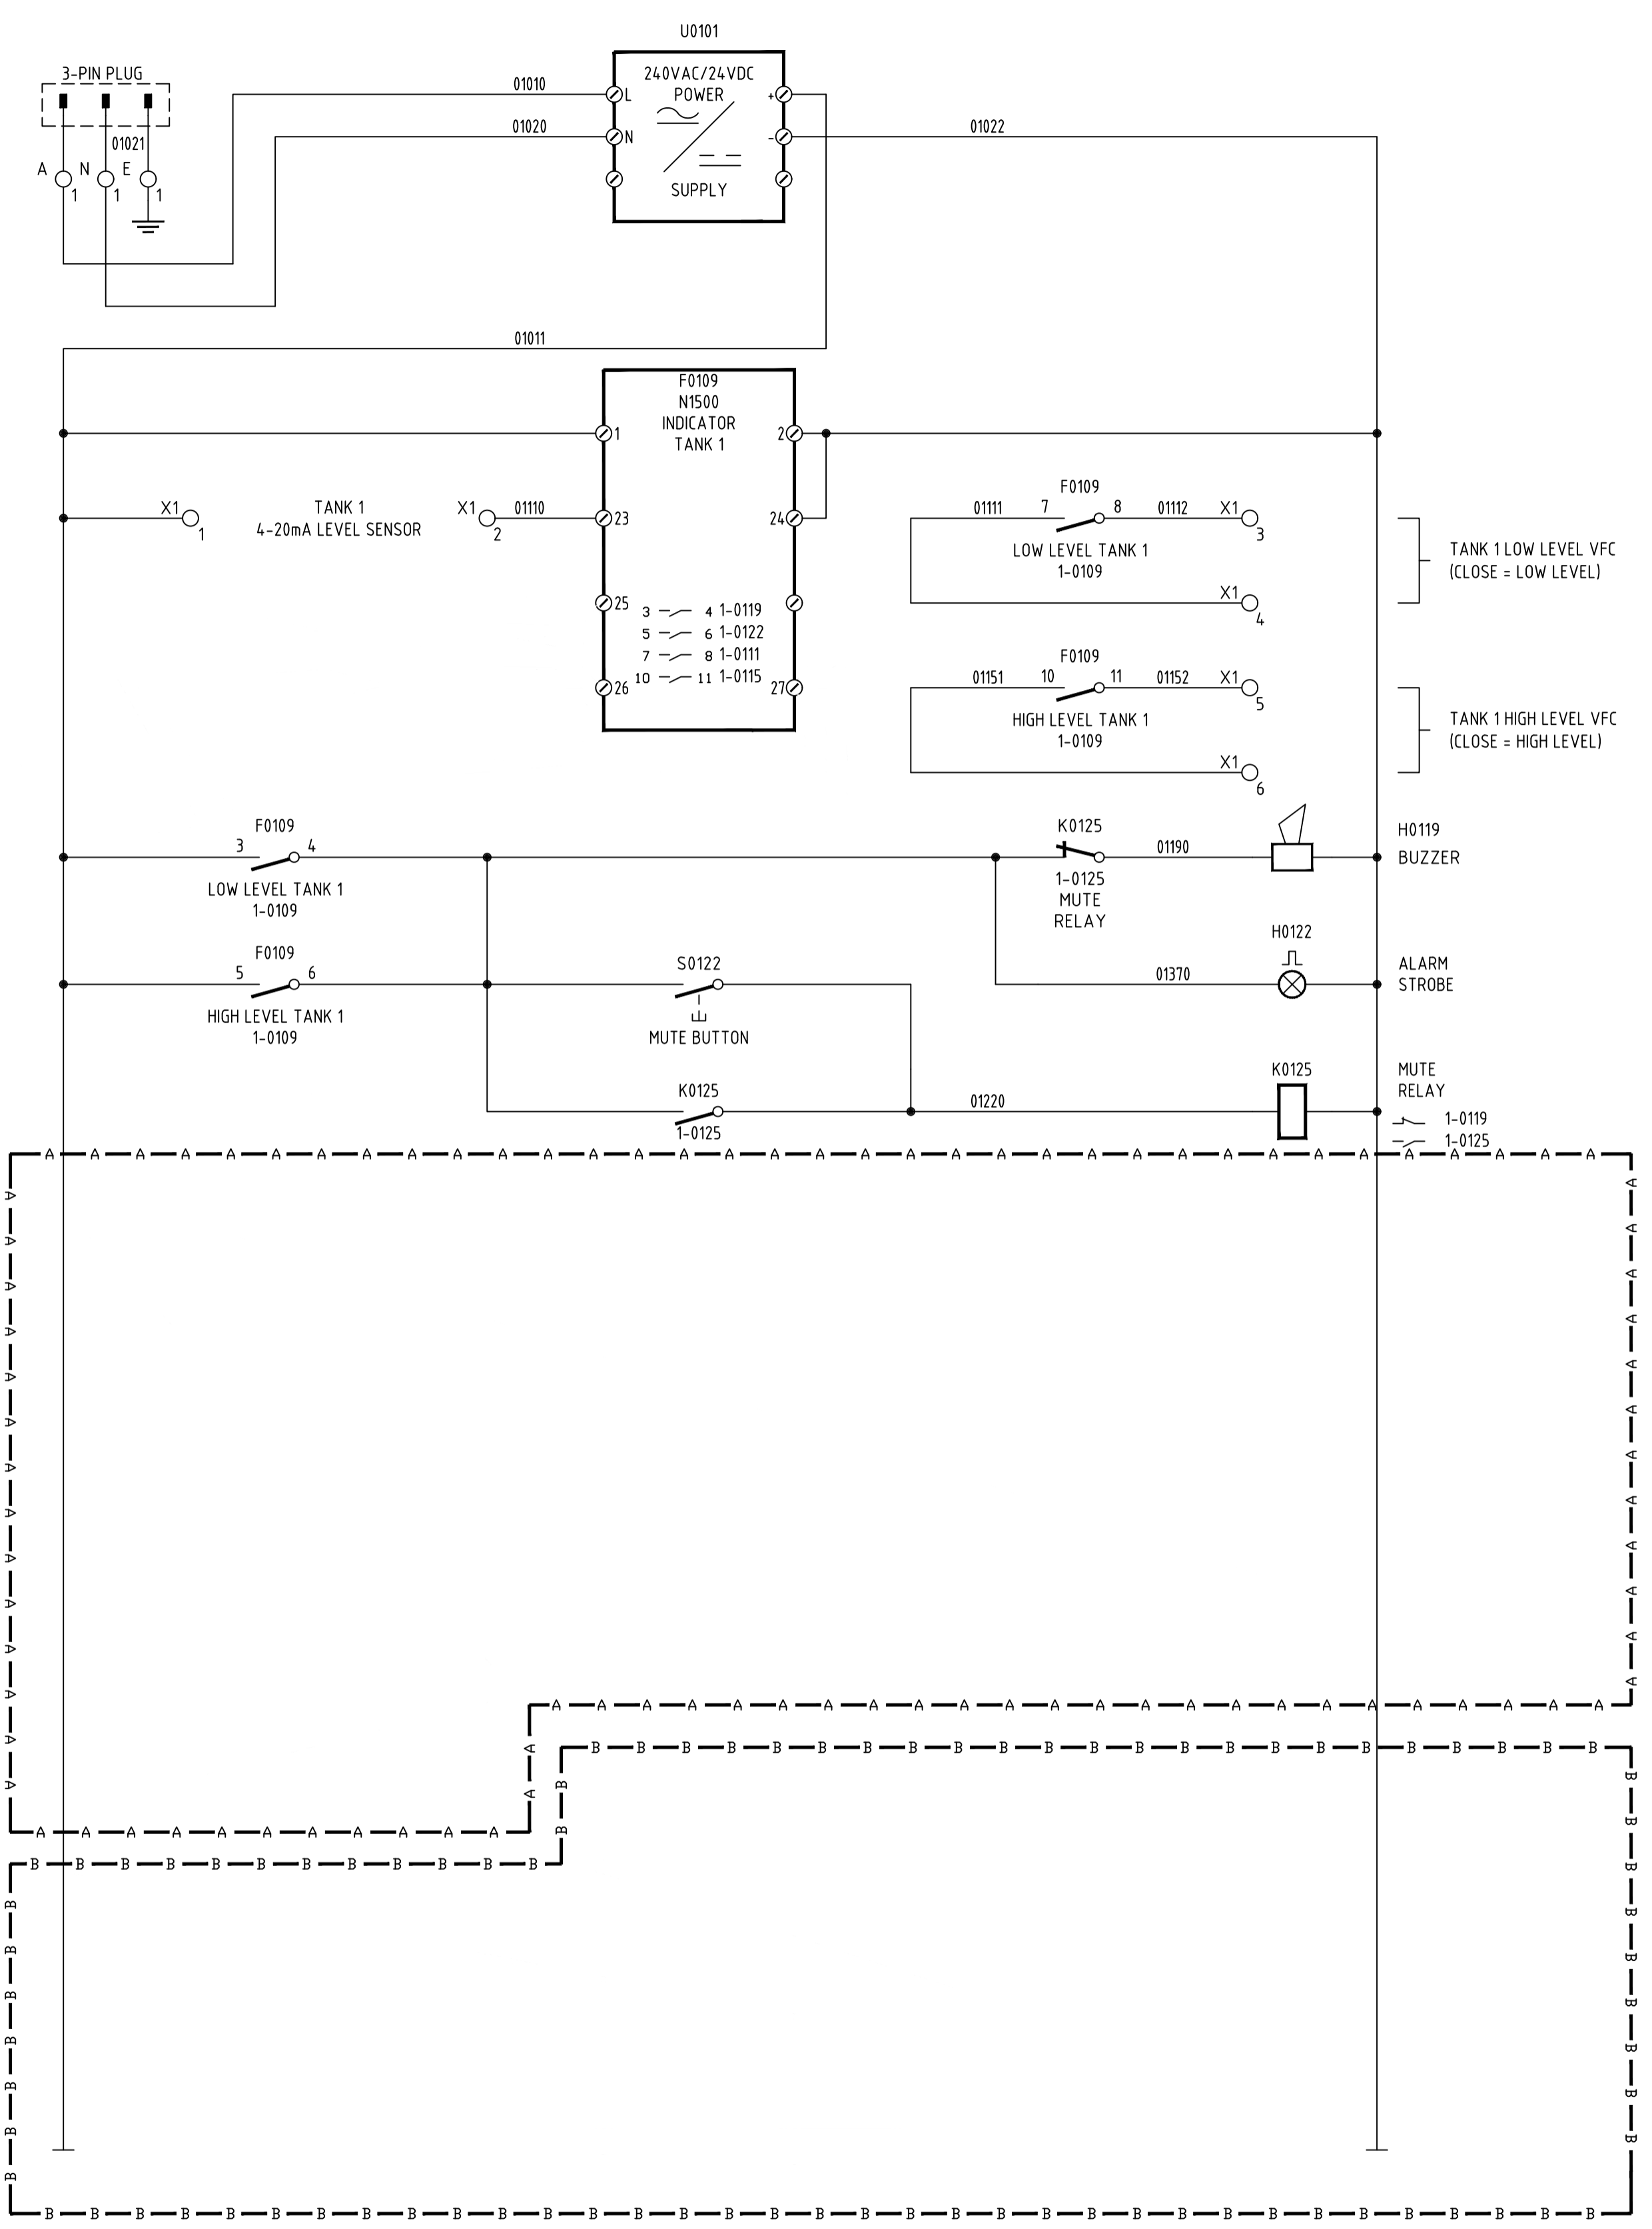 U0101
3-PIN PLUG
240VAC/24VDC
POWER
SUPPLY
L
N
+
-
01010
01020
01022
01021
A
N
E
1
1
1
01011
F0109
N1500
INDICATOR
TANK 1
1
2
23
24
25
26
27
3 4 1-0119
5 6 1-0122
7 8 1-0111
10 11 1-0115
X1
1
TANK 1
4-20mA LEVEL SENSOR
X1
2
01110
F0109
01111
7
8
01112
X1
3
LOW LEVEL TANK 1
1-0109
X1
4
TANK 1 LOW LEVEL VFC
(CLOSE = LOW LEVEL)
F0109
01151
10
11
01152
X1
5
HIGH LEVEL TANK 1
1-0109
X1
6
TANK 1 HIGH LEVEL VFC
(CLOSE = HIGH LEVEL)
F0109
3
4
LOW LEVEL TANK 1
1-0109
K0125
01190
1-0125
MUTE
RELAY
H0119
BUZZER
F0109
5
6
HIGH LEVEL TANK 1
1-0109
S0122
MUTE BUTTON
H0122
01370
ALARM
STROBE
K0125
1-0125
01220
K0125
MUTE
RELAY
1-0119
1-0125
A A A A A A A A A A A A A A A A A A A A A A A A A A A A A A A A A A A
A A A A A A A A A A A A A A
A A A A A A A A A A A A
A A A A A A A A A A A A A A A A A A A A A A A A
A A
A A A A A A A A A A A
B B B B B B B B B B B B B B B B B B B B B B B
B B
B B B B B B B B B B B B
B B B B B B B
B B B B B B B B B
B B B B B B B B B B B B B B B B B B B B B B B B B B B B B B B B B B B